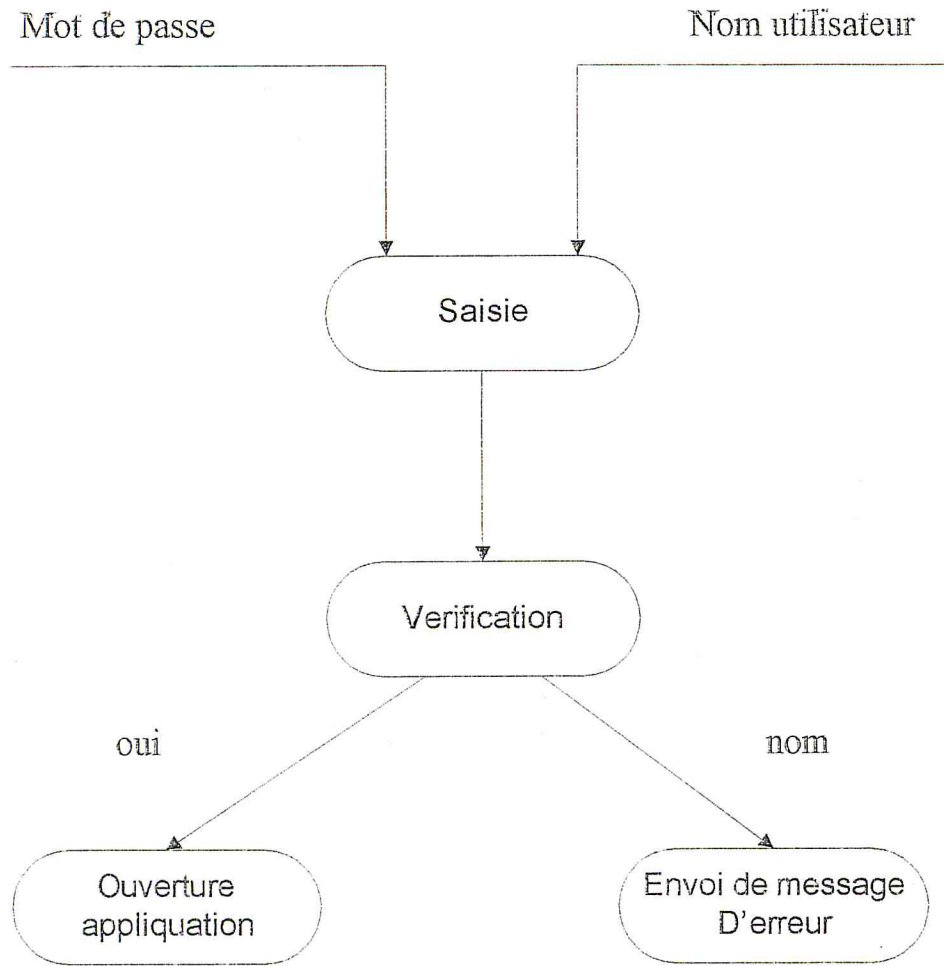 Mot de passe
Nom utilisateur
Saisie
Verification
oui
nom
Ouverture
appliquation
Envoi de message
D'erreur